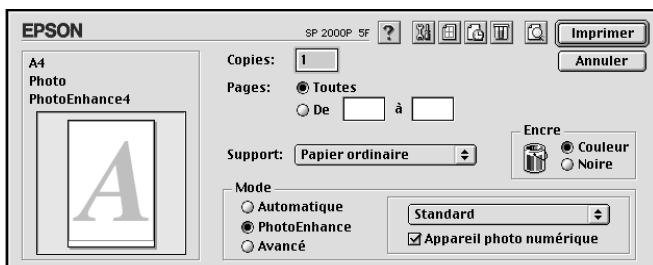 EPSON
SP 2000P 5F
?
Imprimer
A4
Photo
PhotoEnhance4
A
Copies: 1
Annuler
Pages: Toutes
De à
Support: Papier ordinaire
Encre
Couleur
Noire
Mode
Automatique
PhotoEnhance
Avancé
Standard
Appareil photo numérique